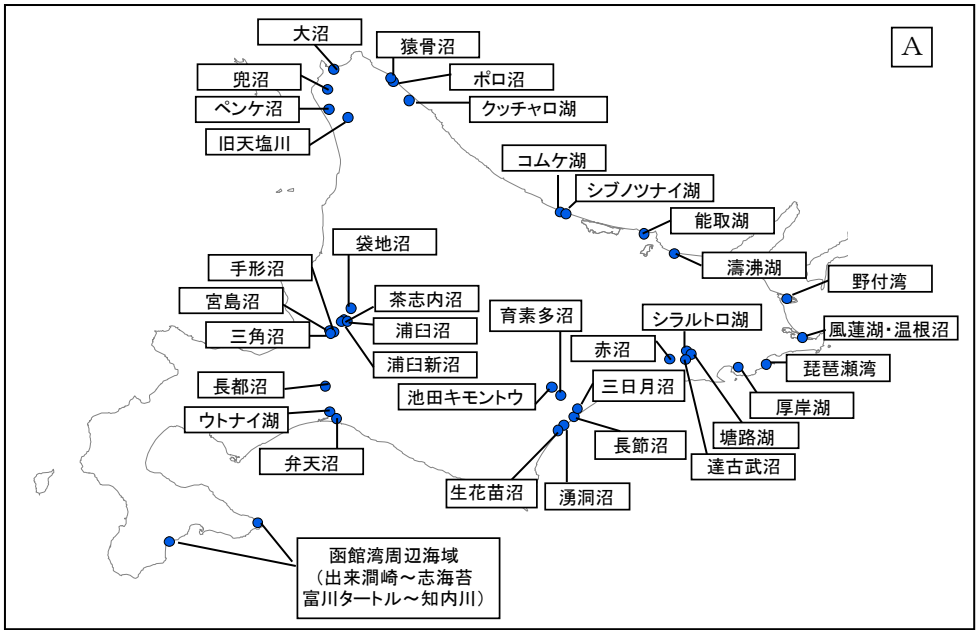 A
大沼
猿骨沼
兜沼
ポロ沼
ペンケ沼
クッチャロ湖
旧天塩川
コムケ湖
シブノツナイ湖
能取湖
袋地沼
手形沼
濤沸湖
野付湾
宮島沼
茶志内沼
育素多沼
シラルトロ湖
三角沼
浦臼沼
風蓮湖・温根沼
浦臼新沼
赤沼
琵琶瀬湾
長都沼
池田キモントウ
三日月沼
厚岸湖
ウトナイ湖
長節沼
塘路湖
弁天沼
達古武沼
生花苗沼
湧洞沼
函館湾周辺海域
（出来澗崎～志海苔
富川タートル～知内川）